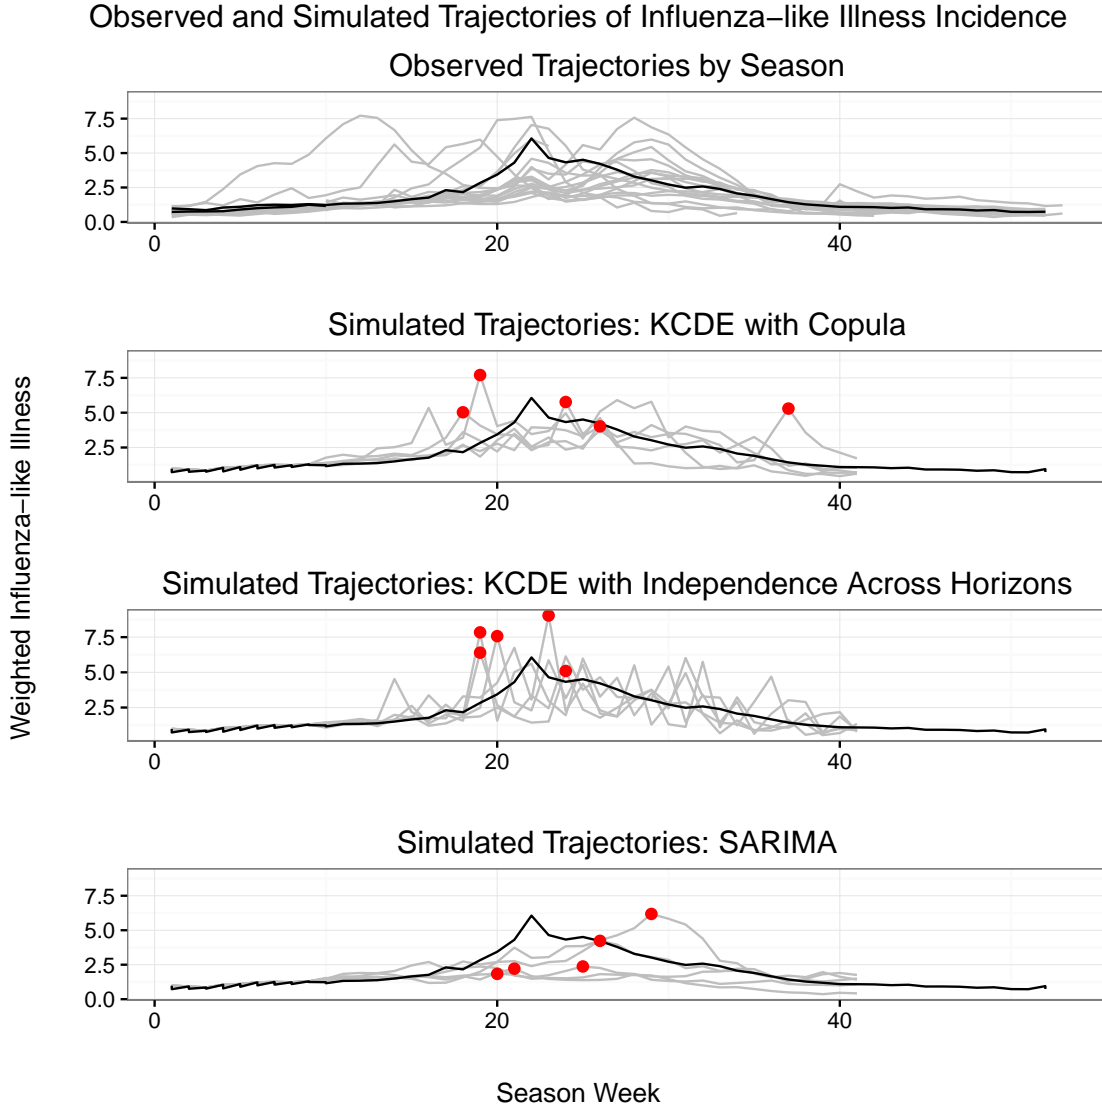 Observed and Simulated Trajectories of Influenza−like Illness Incidence
Observed Trajectories by Season
7.5
5.0
2.5
0.0
0 20 40
Simulated Trajectories: KCDE with Copula
7.5
5.0
2.5
0 20 40
Weighted Influenza−like Illness
Simulated Trajectories: KCDE with Independence Across Horizons
7.5
5.0
2.5
0 20 40
Simulated Trajectories: SARIMA
7.5
5.0
2.5
0.0
0 20 40
Season Week